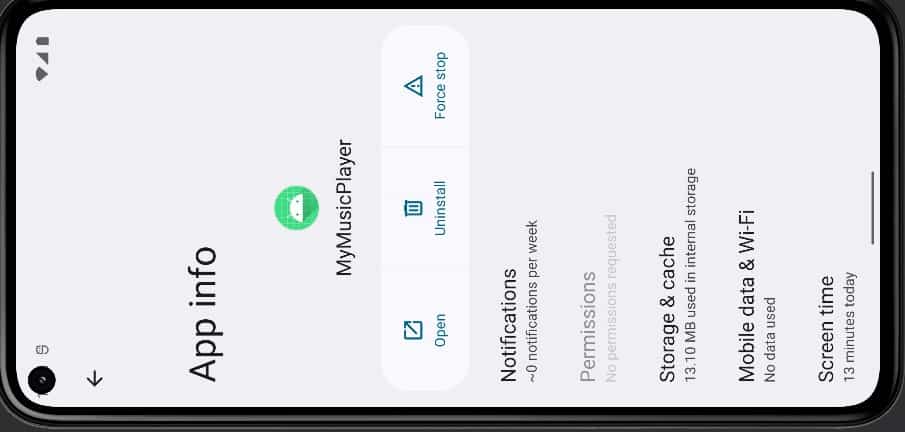 App info
MyMusicPlayer
Open
Uninstall
Force stop
Notifications
~0 notifications per week
Permissions
No permissions requested
Storage & cache
13.10 MB used in internal storage
Mobile data & Wi-Fi
No data used
Screen time
13 minutes today